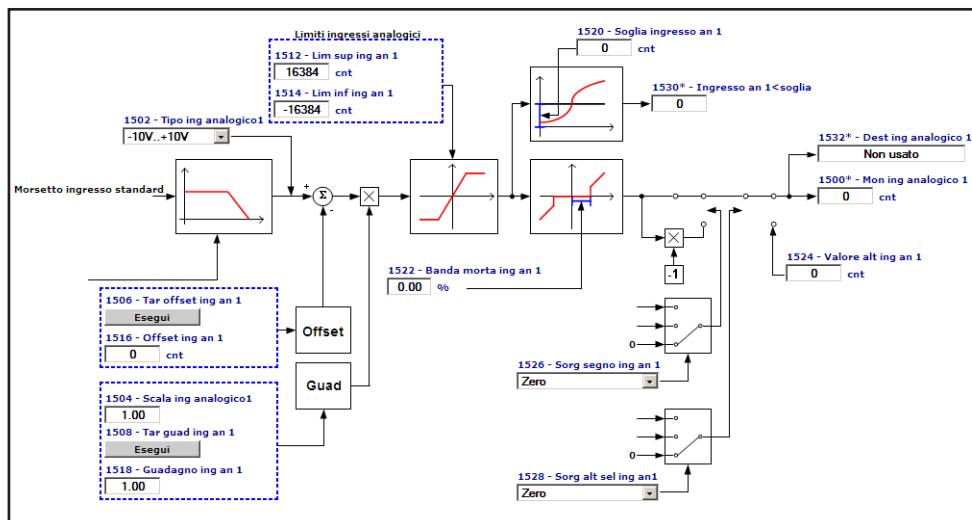 Limiti ingressi analogici
1512 - Lim sup ing an 1
16384 cnt
1514 - Lim inf ing an 1
-16384 cnt
1520 - Soglia ingresso an 1
0 cnt
1530* - Ingresso an 1<soglia
0
1502 - Tipo ing analogico1
-10V..+10V
1532* - Dest ing analogico 1
Non usato
Morsetto ingresso standard
+
Σ
-
×
1500* - Mon ing analogico 1
0 cnt
×
-1
1524 - Valore alt ing an 1
0 cnt
1522 - Banda morta ing an 1
0.00 %
1506 - Tar offset ing an 1
Esegui
1516 - Offset ing an 1
0 cnt
Offset
0
1526 - Sorg segno ing an 1
Zero
Guad
1504 - Scala ing analogico1
1.00
1508 - Tar guad ing an 1
Esegui
1518 - Guadagno ing an 1
1.00
0
1528 - Sorg alt sel ing an1
Zero